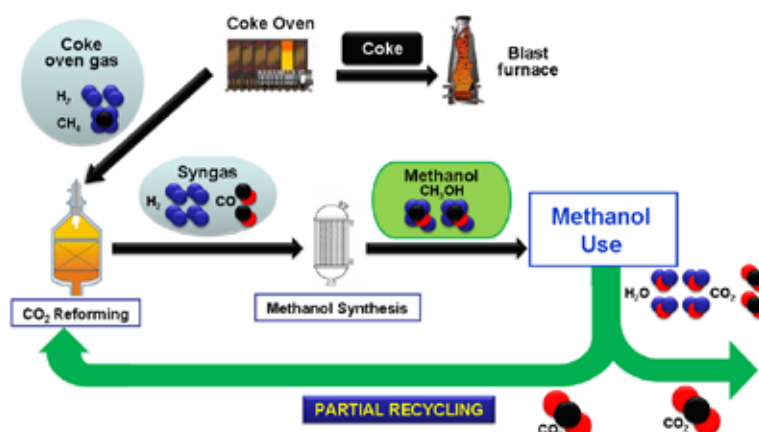 Coke Oven
Coke
oven gas
Coke
Blast
furnace
H₂
CH₄
Syngas
H₂
CO
Methanol
CH₃OH
Methanol
Use
CO₂ Reforming
Methanol Synthesis
H₂O
CO₂
PARTIAL RECYCLING
CO₂
CO₂